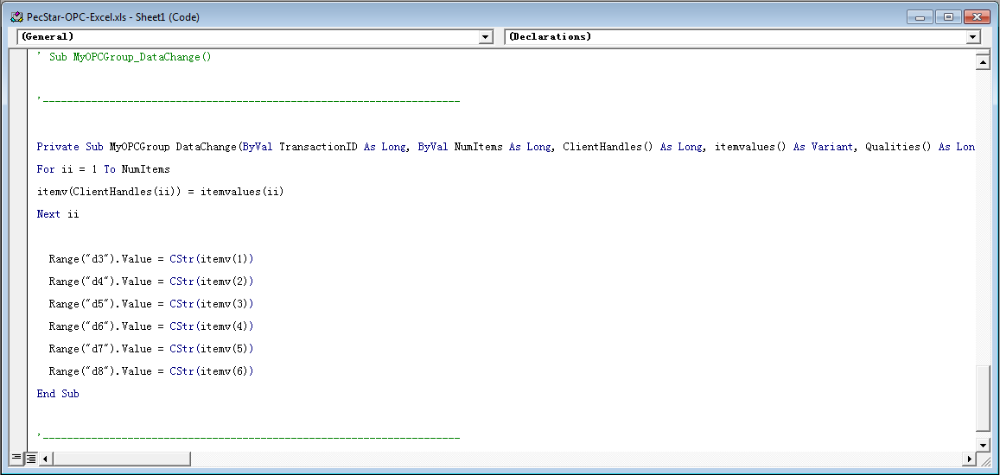 PecStar-OPC-Excel.xls - Sheet1 (Code)
(General)
(Declarations)
' Sub MyOPCGroup_DataChange()
'_____________________________________________________________________
Private Sub MyOPCGroup DataChange(ByVal TransactionID As Long, ByVal NumItems As Long, ClientHandles() As Long, itemvalues() As Variant, Qualities() As Lon
For ii = 1 To NumItems
itemv(ClientHandles(ii)) = itemvalues(ii)
Next ii
Range("d3").Value = CStr(itemv(1))
Range("d4").Value = CStr(itemv(2))
Range("d5").Value = CStr(itemv(3))
Range("d6").Value = CStr(itemv(4))
Range("d7").Value = CStr(itemv(5))
Range("d8").Value = CStr(itemv(6))
End Sub
'_____________________________________________________________________